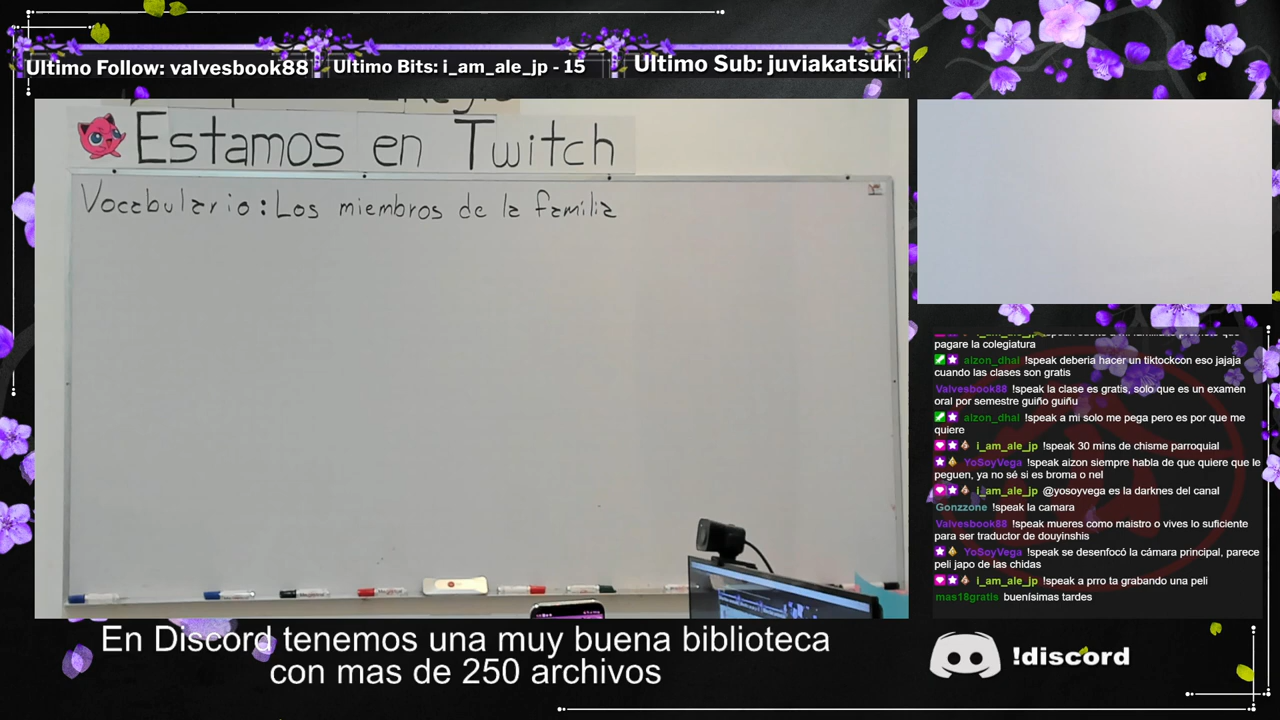 Ultimo Follow: valvesbook88
Ultimo Bits: i_am_ale_jp - 15
Ultimo Sub: juviakatsuki
Estamos en Twitch
Vocabulario: Los miembros de la familia
pagare la colegiatura
aizon_dhal !speak deberia hacer un tiktockcon eso jajaja
cuando las clases son gratis
Valvesbook88 !speak la clase es gratis, solo que es un examen
oral por semestre guiño guiñu
aizon_dhal !speak a mi solo me pega pero es por que me
quiere
i_am_ale_jp !speak 30 mins de chisme parroquial
YoSoyVega !speak aizon siempre habla de que quiere que le
peguen, ya no sé si es broma o nel
i_am_ale_jp @yosoyvega es la darknes del canal
Gonzzone !speak la camara
Valvesbook88 !speak mueres como maistro o vives lo suficiente
para ser traductor de douyinshis
YoSoyVega !speak se desenfocó la cámara principal, parece
peli japo de las chidas
i_am_ale_jp !speak a prro ta grabando una peli
mas18gratis buenísimas tardes
En Discord tenemos una muy buena biblioteca
con mas de 250 archivos
!discord